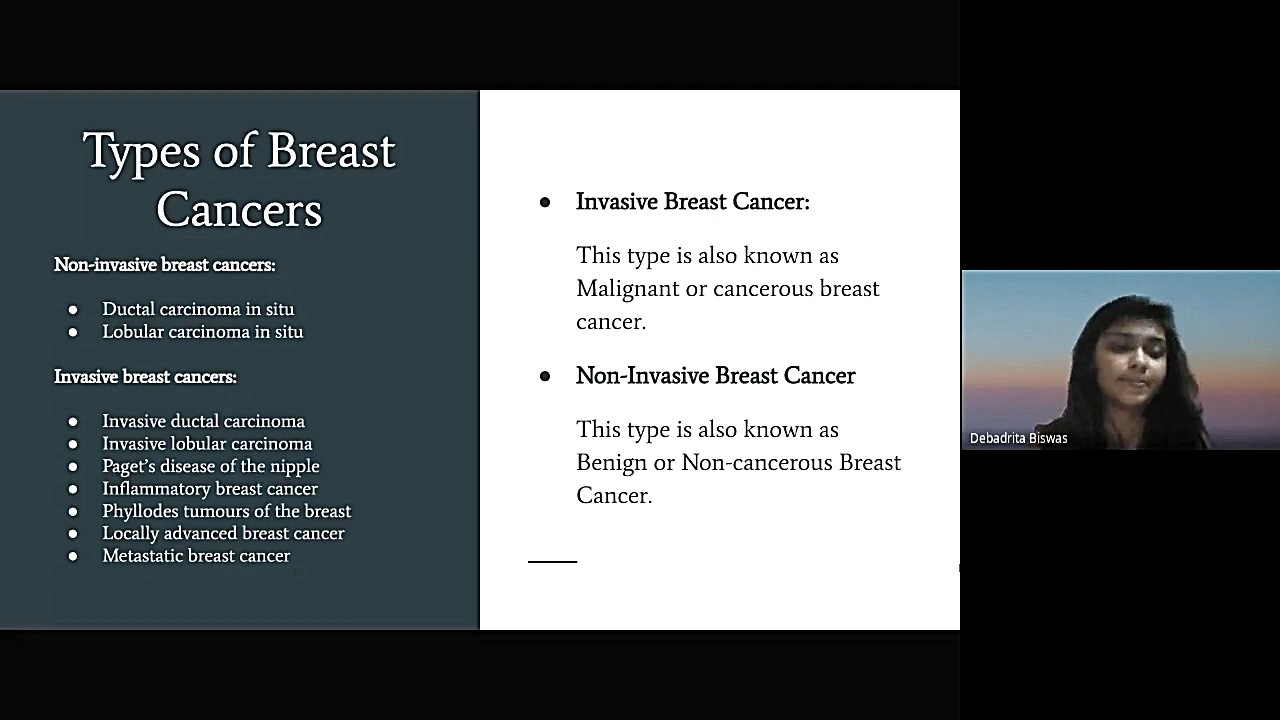 Types of Breast
Cancers
Non-invasive breast cancers:
● Ductal carcinoma in situ
● Lobular carcinoma in situ
Invasive breast cancers:
● Invasive ductal carcinoma
● Invasive lobular carcinoma
● Paget's disease of the nipple
● Inflammatory breast cancer
● Phyllodes tumours of the breast
● Locally advanced breast cancer
● Metastatic breast cancer
● Invasive Breast Cancer:
This type is also known as
Malignant or cancerous breast
cancer.
● Non-Invasive Breast Cancer
This type is also known as
Benign or Non-cancerous Breast
Cancer.
Debadrita Biswas